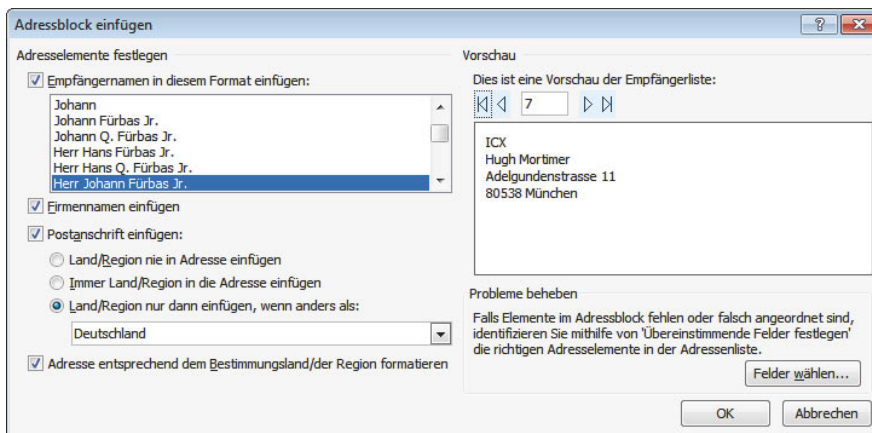 Adressblock einfügen
Adresselemente festlegen
Empfängernamen in diesem Format einfügen:
Johann
Johann Fürbas Jr.
Johann Q. Fürbas Jr.
Herr Hans Fürbas Jr.
Herr Hans Q. Fürbas Jr.
Herr Johann Fürbas Jr.
Firmennamen einfügen
Postanschrift einfügen:
Land/Region nie in Adresse einfügen
Immer Land/Region in die Adresse einfügen
Land/Region nur dann einfügen, wenn anders als:
Deutschland
Adresse entsprechend dem Bestimmungsland/der Region formatieren
Vorschau
Dies ist eine Vorschau der Empfängerliste:
7
ICX
Hugh Mortimer
Adelgundenstrasse 11
80538 München
Probleme beheben
Falls Elemente im Adressblock fehlen oder falsch angeordnet sind,
identifizieren Sie mithilfe von 'Übereinstimmende Felder festlegen'
die richtigen Adresselemente in der Adressenliste.
Felder wählen...
OK
Abbrechen